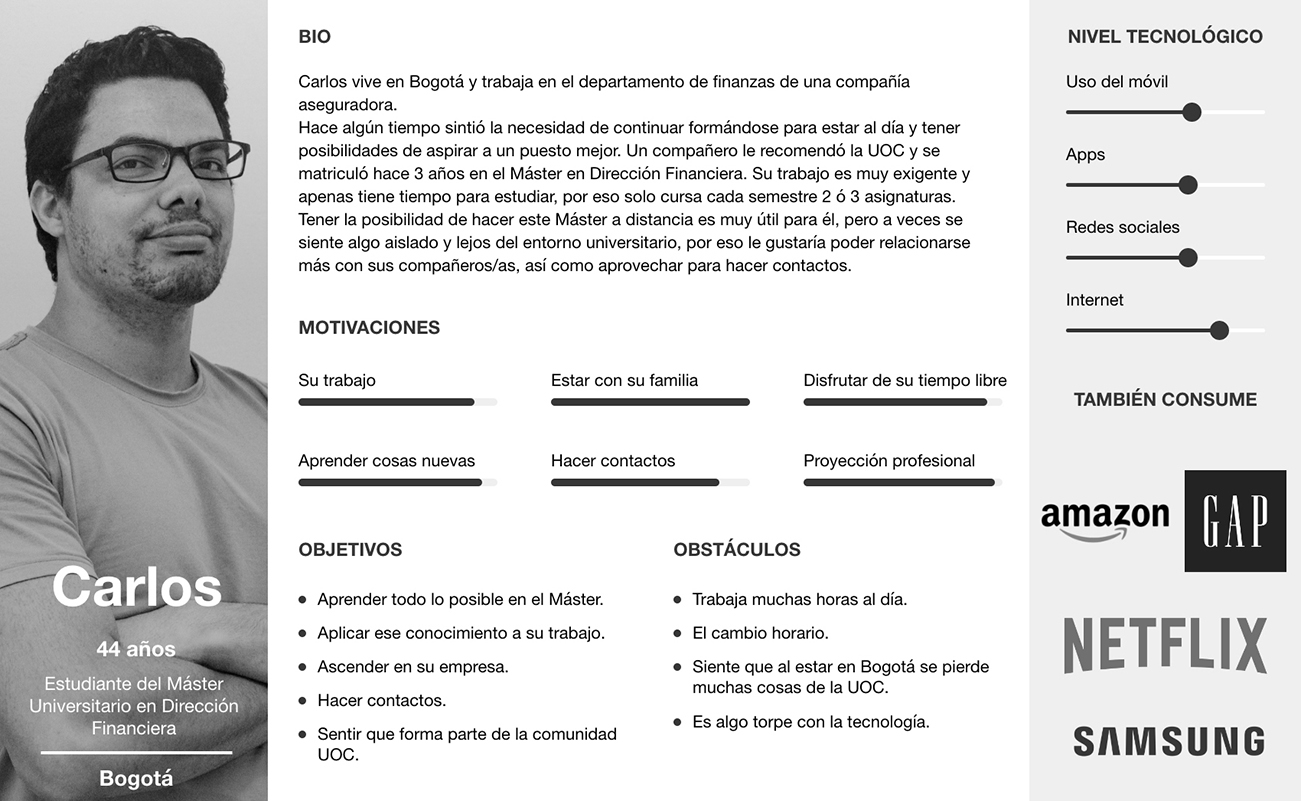 Carlos
44 años
Estudiante del Máster
Universitario en Dirección
Financiera
Bogotá
BIO
Carlos vive en Bogotá y trabaja en el departamento de finanzas de una compañía
aseguradora.
Hace algún tiempo sintió la necesidad de continuar formándose para estar al día y tener
posibilidades de aspirar a un puesto mejor. Un compañero le recomendó la UOC y se
matriculó hace 3 años en el Máster en Dirección Financiera. Su trabajo es muy exigente y
apenas tiene tiempo para estudiar, por eso solo cursa cada semestre 2 ó 3 asignaturas.
Tener la posibilidad de hacer este Máster a distancia es muy útil para él, pero a veces se
siente algo aislado y lejos del entorno universitario, por eso le gustaría poder relacionarse
más con sus compañeros/as, así como aprovechar para hacer contactos.
MOTIVACIONES
Su trabajo
Estar con su familia
Disfrutar de su tiempo libre
Aprender cosas nuevas
Hacer contactos
Proyección profesional
OBJETIVOS
Aprender todo lo posible en el Máster.
Aplicar ese conocimiento a su trabajo.
Ascender en su empresa.
Hacer contactos.
Sentir que forma parte de la comunidad
UOC.
OBSTÁCULOS
Trabaja muchas horas al día.
El cambio horario.
Siente que al estar en Bogotá se pierde
muchas cosas de la UOC.
Es algo torpe con la tecnología.
NIVEL TECNOLÓGICO
Uso del móvil
Apps
Redes sociales
Internet
TAMBIÉN CONSUME
amazon
GAP
NETFLIX
SAMSUNG